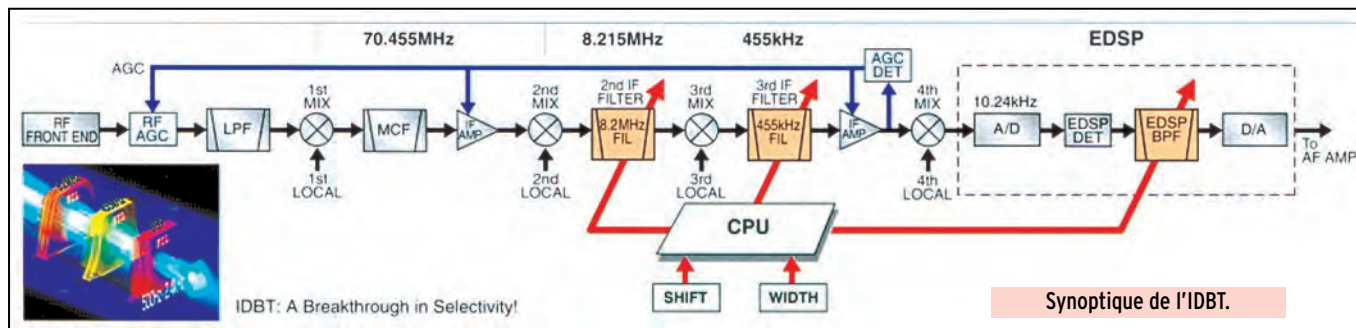 70.455MHz
8.215MHz
455kHz
EDSP
AGC
AGC
DET
1st
MIX
2nd
MIX
2nd IF
FILTER
3rd
MIX
3rd IF
FILTER
4th
MIX
10.24kHz
RF
FRONT END
RF
AGC
LPF
MCF
IF
AMP
8.2MHz
FIL
455kHz
FIL
IF
AMP
A/D
EDSP
DET
EDSP
BPF
D/A
To
AF AMP
1st
LOCAL
2nd
LOCAL
3rd
LOCAL
4th
LOCAL
CPU
SHIFT
WIDTH
IDBT: A Breakthrough in Selectivity!
Synoptique de l'IDBT.